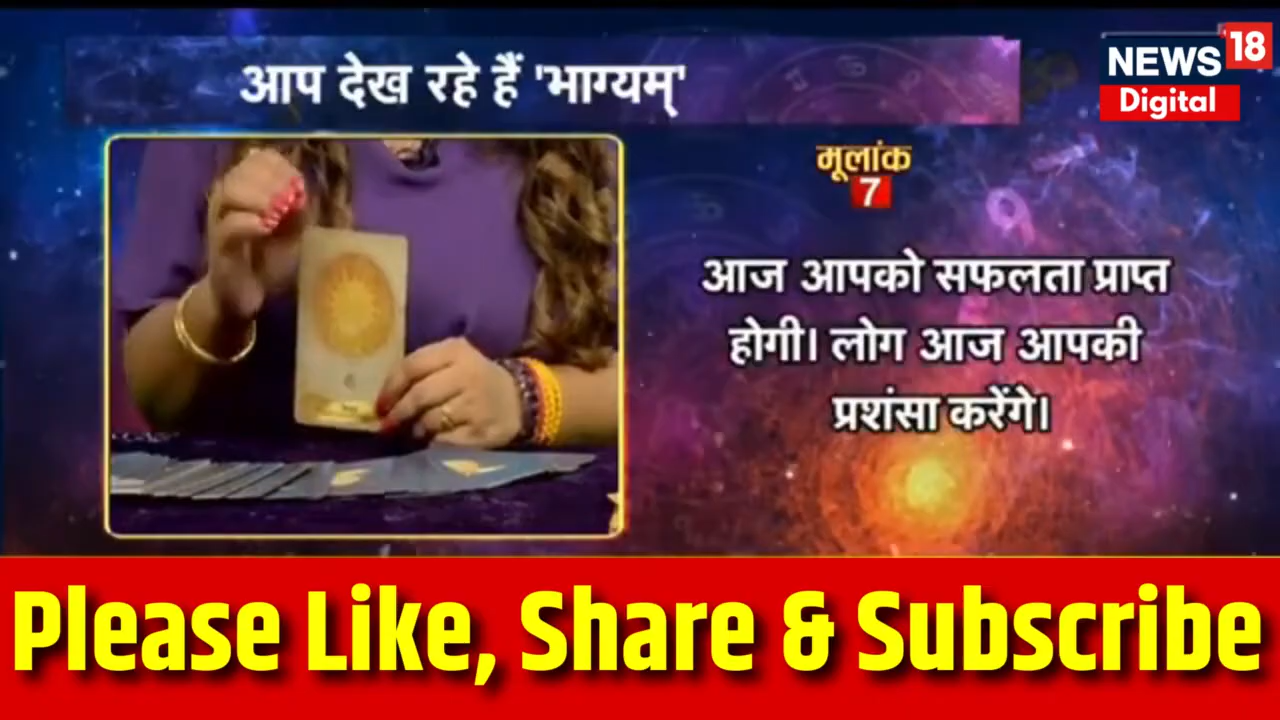 आप देख रहे हैं 'भाग्यम्'
NEWS 18
Digital
मूलांक
7
आज आपको सफलता प्राप्त
होगी। लोग आज आपकी
प्रशंसा करेंगे।
Please Like, Share & Subscribe